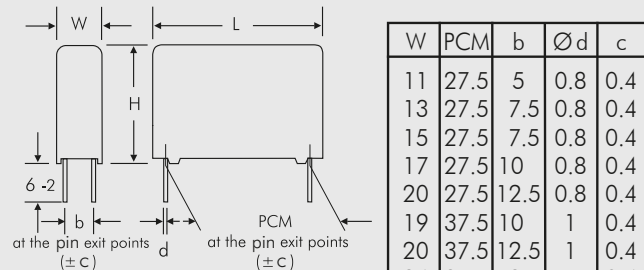 W
L
H
6 -2
b
d
PCM
at the pin exit points
(±c)
at the pin exit points
(±c)
W PCM b Ød c
11 27.5 5 0.8 0.4
13 27.5 7.5 0.8 0.4
15 27.5 7.5 0.8 0.4
17 27.5 10 0.8 0.4
20 27.5 12.5 0.8 0.4
19 37.5 10 1 0.4
20 37.5 12.5 1 0.4